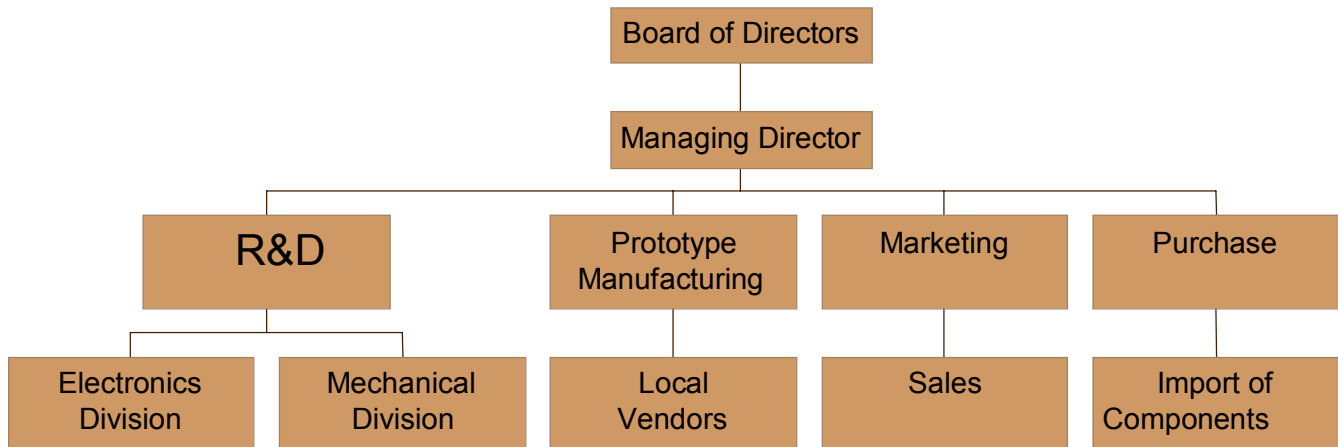 Board of Directors
Managing Director
R&D
Prototype
Manufacturing
Marketing
Purchase
Electronics
Division
Mechanical
Division
Local
Vendors
Sales
Import of
Components